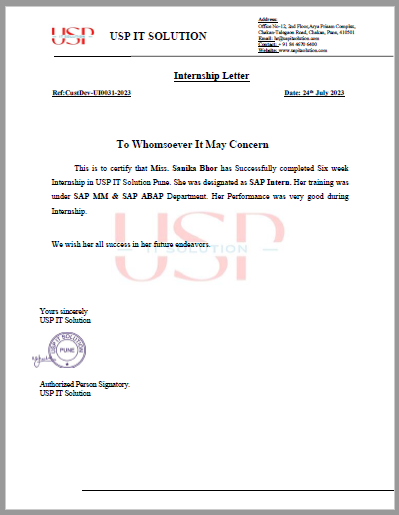 USP
IT SOLUTION
USP IT SOLUTION
Address:
Office No-12, 2nd Floor, Arya Prisam Complex,
Chakan-Talegaon Road, Chakan, Pune, 410501
Email: hr@uspitsolution.com
Contact: + 91 84 4670 6400
Website: www.uspitsolution.com
Internship Letter
Ref:CustDev-UI0031-2023
Date: 24th July 2023
To Whomsoever It May Concern
This is to certify that Miss. Sanika Bhor has Successfully completed Six week
Internship in USP IT Solution Pune. She was designated as SAP Intern. Her training was
under SAP MM & SAP ABAP Department. Her Performance was very good during
Internship.
We wish her all success in her future endeavors.
USP
IT SOLUTION
Yours sincerely
USP IT Solution
USP IT SOLUTION
PUNE
Authorized Person Signatory.
USP IT Solution